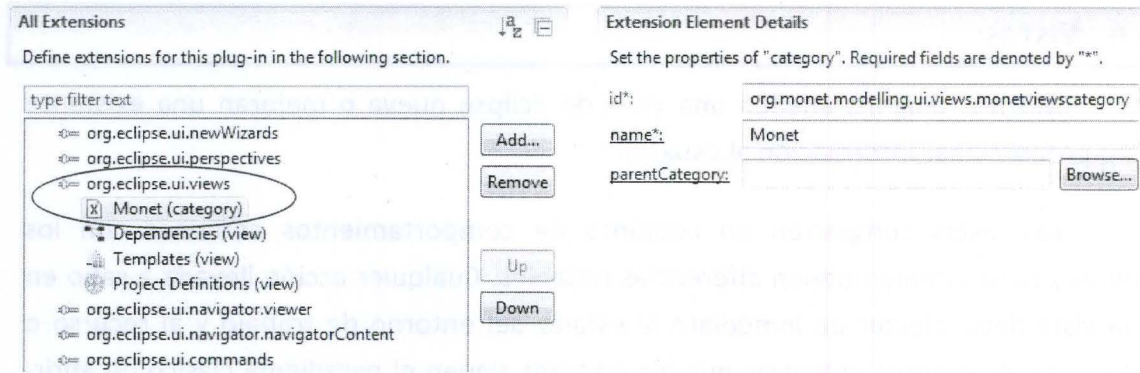 All Extensions
Define extensions for this plug-in in the following section.
type filter text
org.eclipse.ui.newWizards
org.eclipse.ui.perspectives
org.eclipse.ui.views
Monet (category)
Dependencies (view)
Templates (view)
Project Definitions (view)
org.eclipse.ui.navigator.viewer
org.eclipse.ui.navigator.navigatorContent
org.eclipse.ui.commands
Add...
Remove
Up
Down
Extension Element Details
Set the properties of "category". Required fields are denoted by "*".
id*: org.monet.modelling.ui.views.monetviewscategory
name*: Monet
parentCategory: Browse...